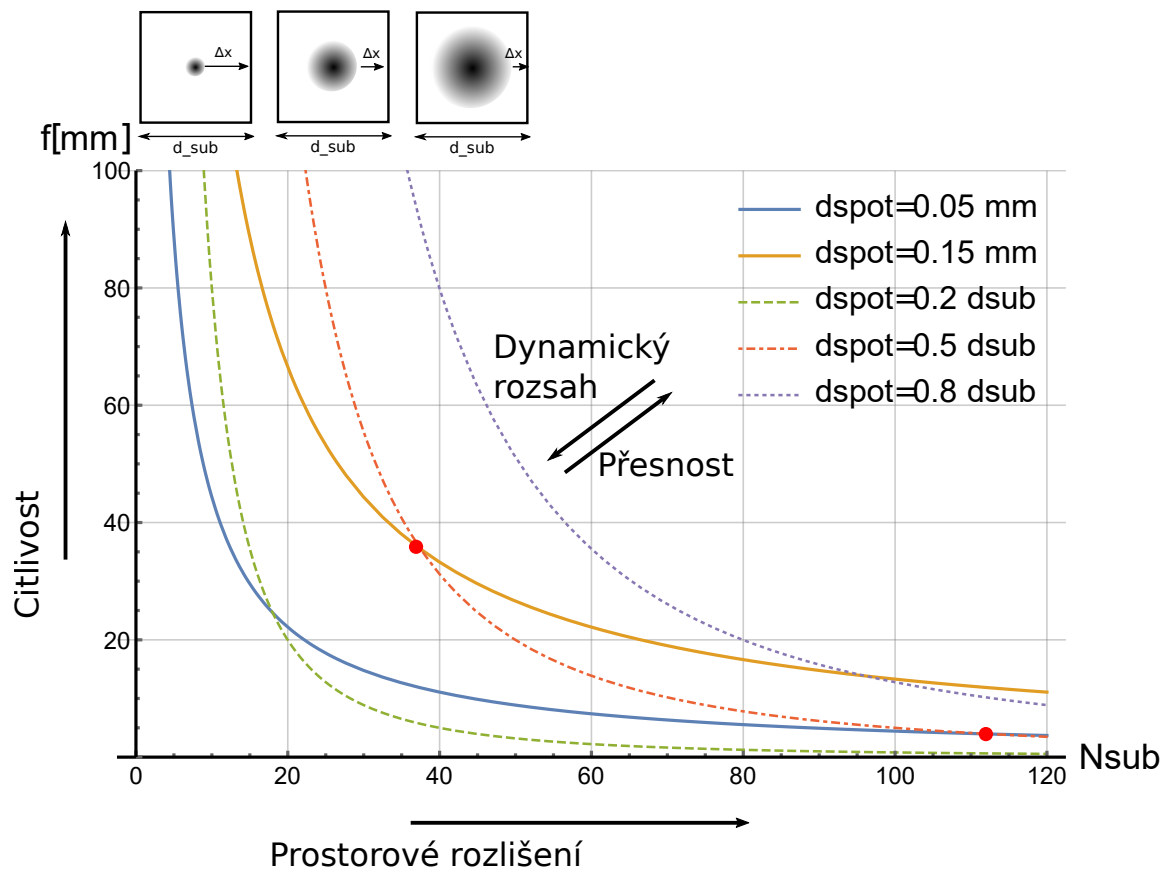 Δx Δx Δx
d_sub d_sub d_sub
f[mm]
100
80
60
40
20
0 20 40 60 80 100 120
Nsub
dspot=0.05 mm
dspot=0.15 mm
dspot=0.2 dsub
dspot=0.5 dsub
dspot=0.8 dsub
Dynamický
rozsah
Přesnost
Citlivost
Prostorové rozlišení